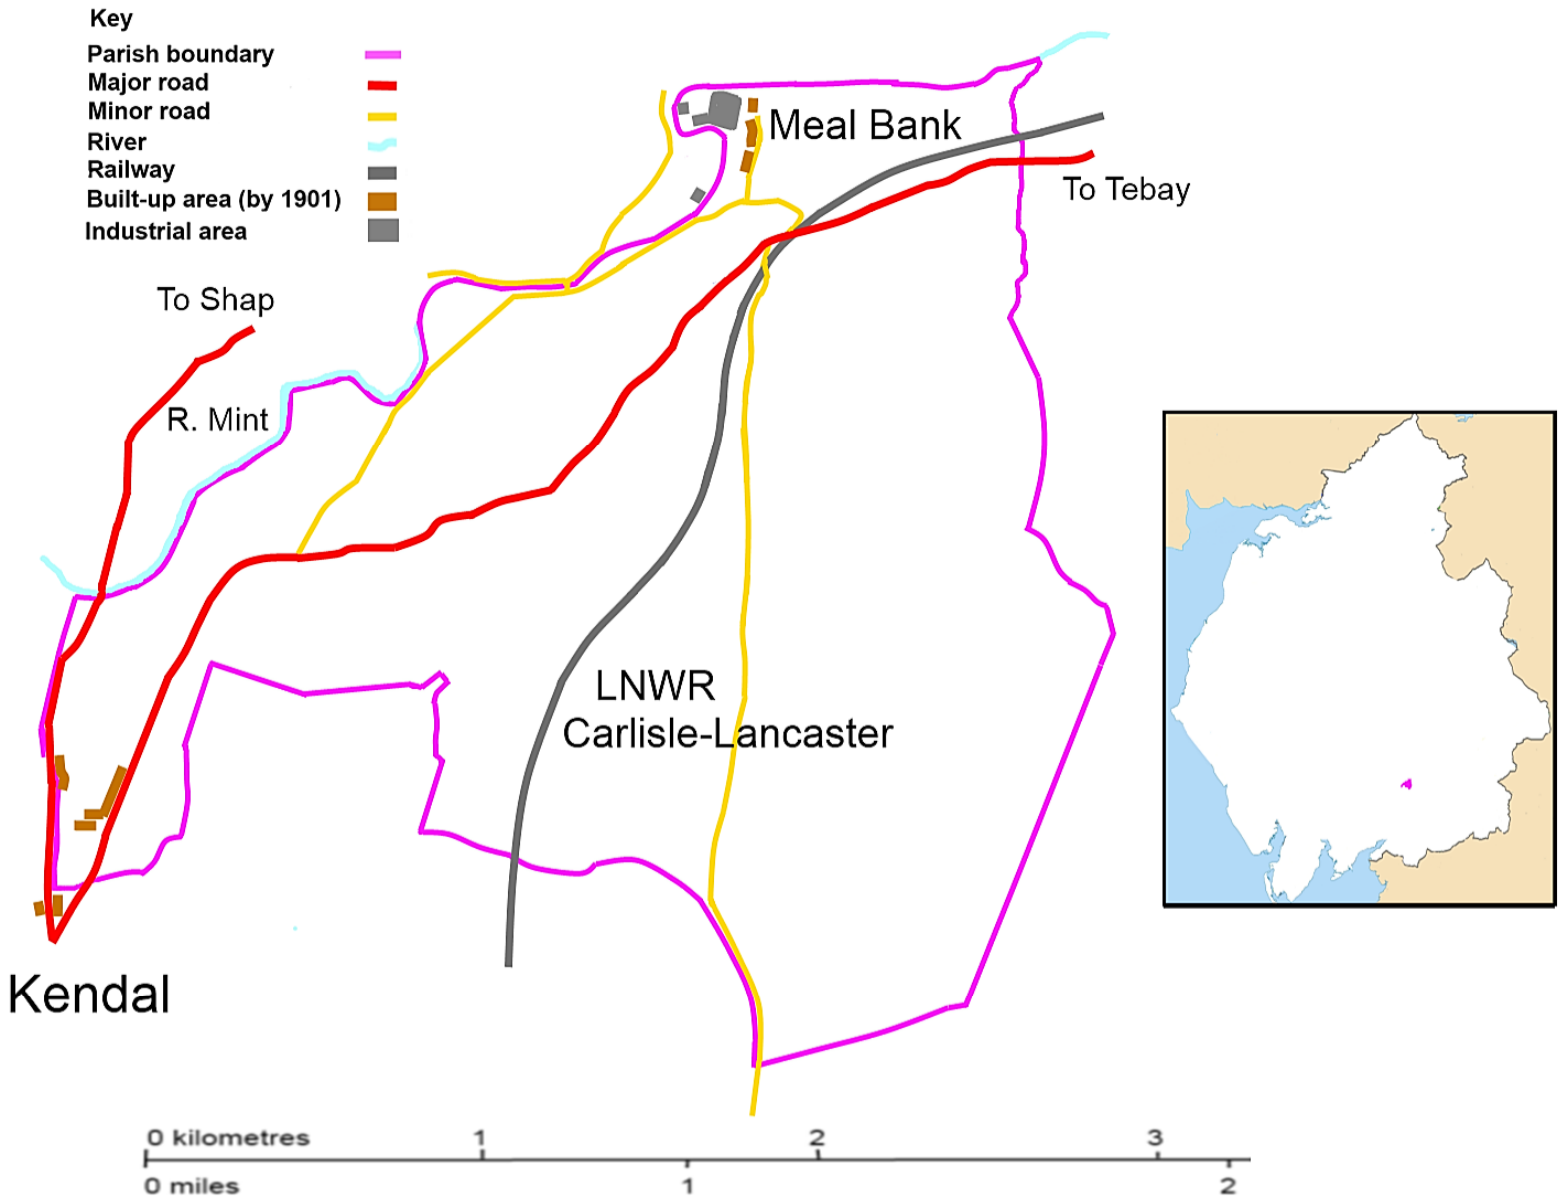 Key
Parish boundary
Major road
Minor road
River
Railway
Built-up area (by 1901)
Industrial area
Meal Bank
To Tebay
To Shap
R. Mint
LNWR
Carlisle-Lancaster
Kendal
0 kilometres 1 2 3
0 miles 1 2